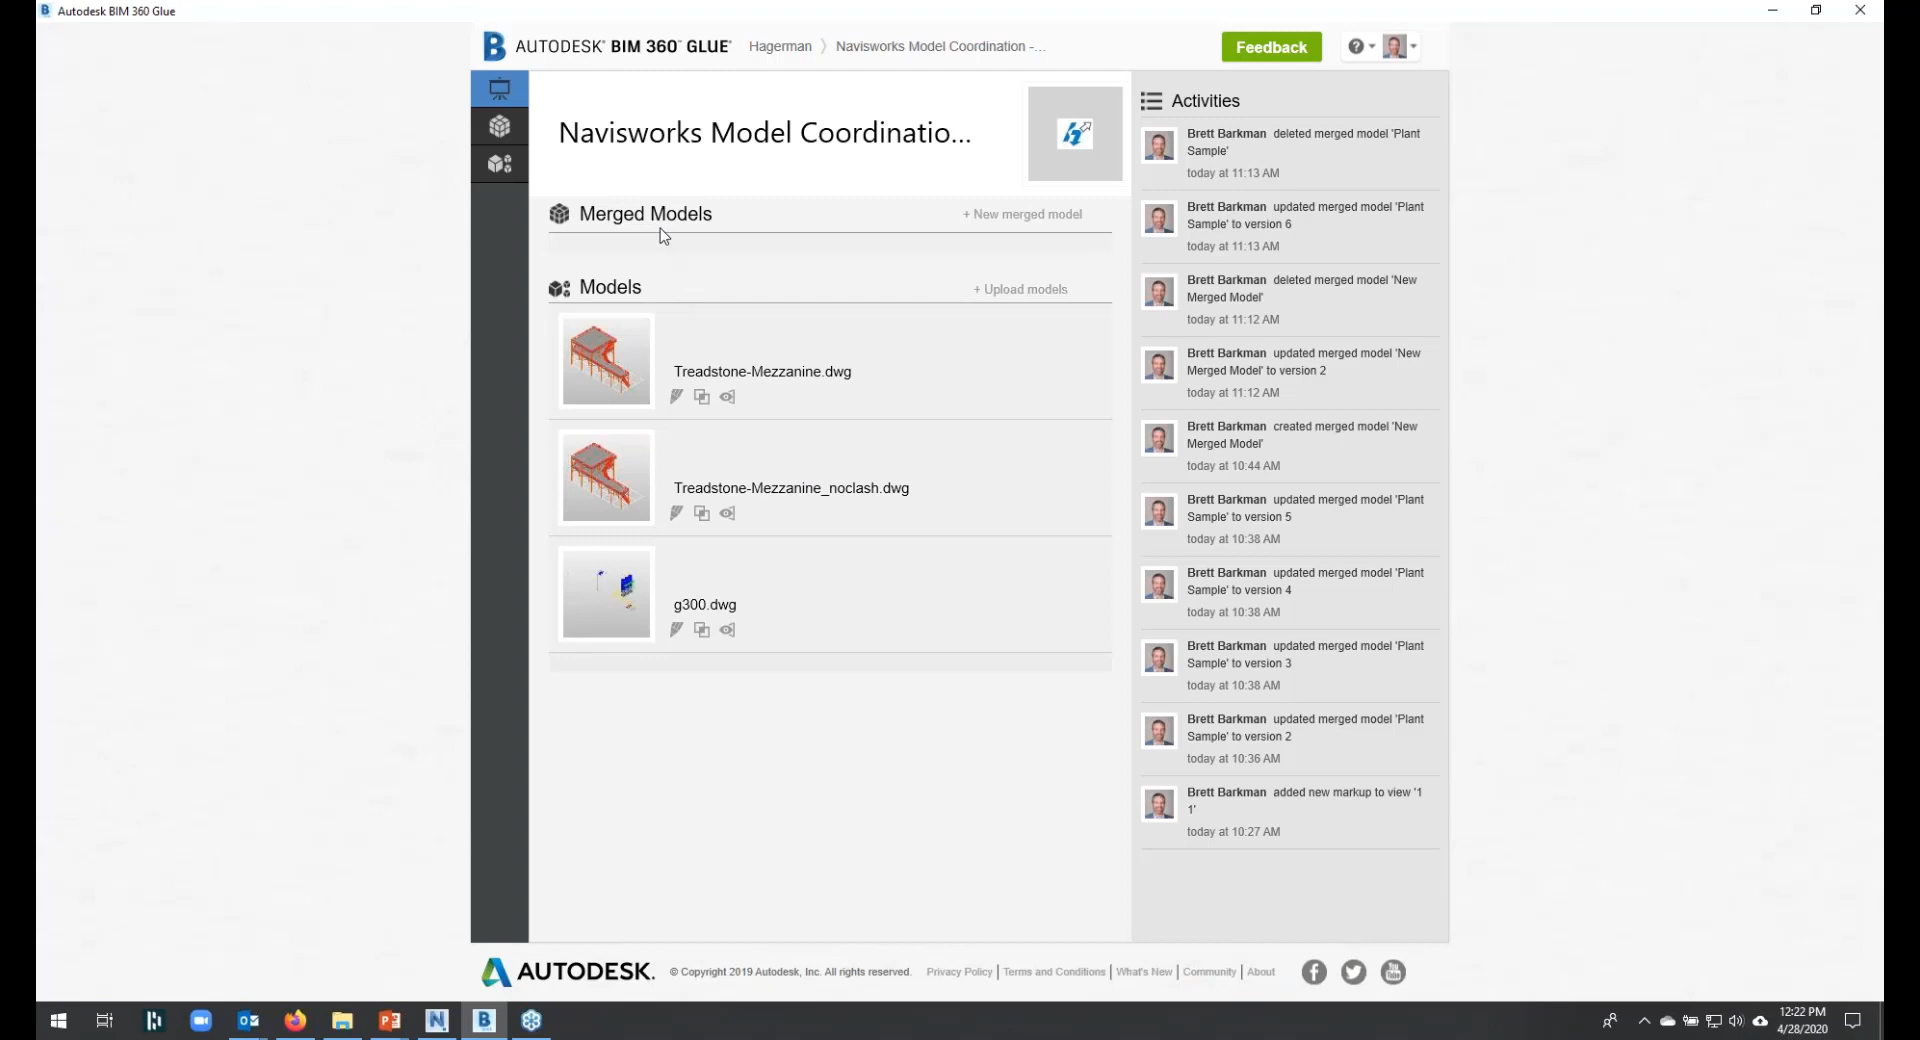 Autodesk BIM 360 Glue
AUTODESK® BIM 360™ GLUE®
Hagerman
Navisworks Model Coordination -...
Feedback
Navisworks Model Coordinatio...
Merged Models
+ New merged model
Models
+ Upload models
Treadstone-Mezzanine.dwg
Treadstone-Mezzanine_noclash.dwg
g300.dwg
Activities
Brett Barkman deleted merged model 'Plant
Sample'
today at 11:13 AM
Brett Barkman updated merged model 'Plant
Sample' to version 6
today at 11:13 AM
Brett Barkman deleted merged model 'New
Merged Model'
today at 11:12 AM
Brett Barkman updated merged model 'New
Merged Model' to version 2
today at 11:12 AM
Brett Barkman created merged model 'New
Merged Model'
today at 10:44 AM
Brett Barkman updated merged model 'Plant
Sample' to version 5
today at 10:38 AM
Brett Barkman updated merged model 'Plant
Sample' to version 4
today at 10:38 AM
Brett Barkman updated merged model 'Plant
Sample' to version 3
today at 10:38 AM
Brett Barkman updated merged model 'Plant
Sample' to version 2
today at 10:36 AM
Brett Barkman added new markup to view '1
1'
today at 10:27 AM
AUTODESK.
© Copyright 2019 Autodesk, Inc. All rights reserved.
Privacy Policy | Terms and Conditions | What's New | Community | About
12:22 PM
4/28/2020